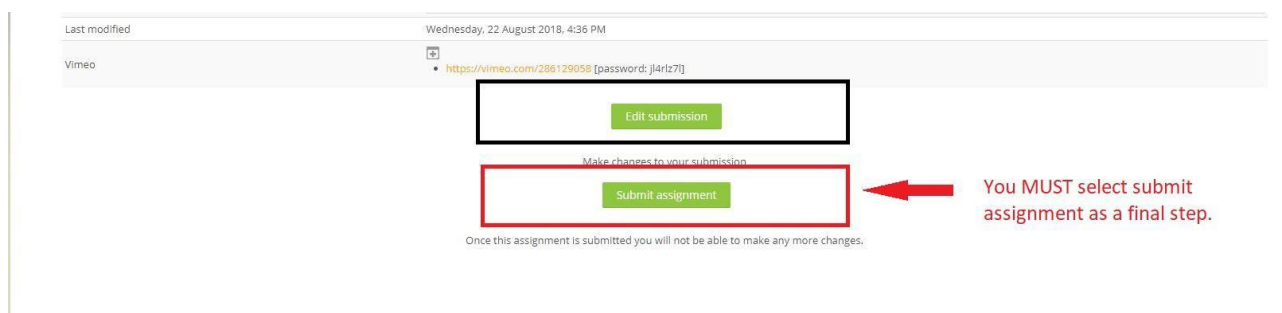 Last modified Wednesday, 22 August 2018, 4:36 PM
Vimeo
• https://vimeo.com/286129058 [password: jl4rlz7l]
Edit submission
Make changes to your submission
Submit assignment
You MUST select submit
assignment as a final step.
Once this assignment is submitted you will not be able to make any more changes.